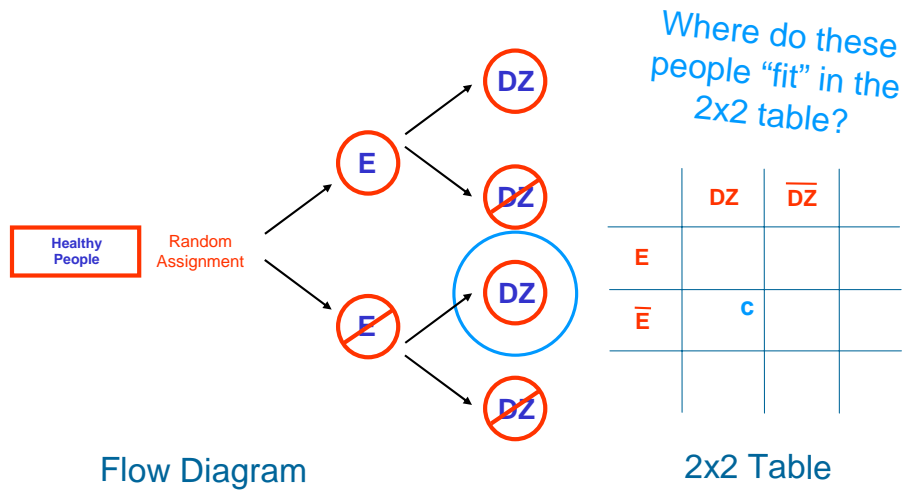 Where do these
people “fit” in the
2x2 table?
DZ
E
DZ
Healthy
People
Random
Assignment
DZ
E
DZ
DZ D̅Z̅
E
E̅
c
Flow Diagram
2x2 Table